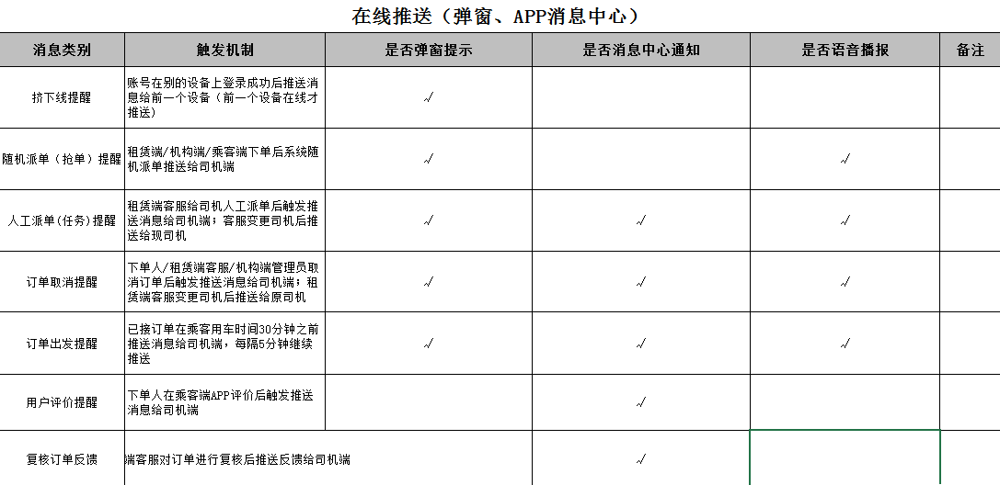 在线推送（弹窗、APP消息中心）
消息类别 触发机制 是否弹窗提示 是否消息中心通知 是否语音播报 备注
挤下线提醒
账号在别的设备上登录成功后推送消
息给前一个设备（前一个设备在线才
推送）
√
随机派单（抢单）提醒
租赁端/机构端/乘客端下单后系统随
机派单推送给司机端
√ √
人工派单(任务)提醒
租赁端客服给司机人工派单后触发推
送消息给司机端；客服变更司机后推
送给现司机
√ √ √
订单取消提醒
下单人/租赁端客服/机构端管理员取
消订单后触发推送消息给司机端；租
赁端客服变更司机后推送给原司机
√ √ √
订单出发提醒
已接订单在乘客用车时间30分钟之前
推送消息给司机端，每隔5分钟继续
推送
√ √ √
用户评价提醒
下单人在乘客端APP评价后触发推送
消息给司机端
√
复核订单反馈
端客服对订单进行复核后推送反馈给司机端
√